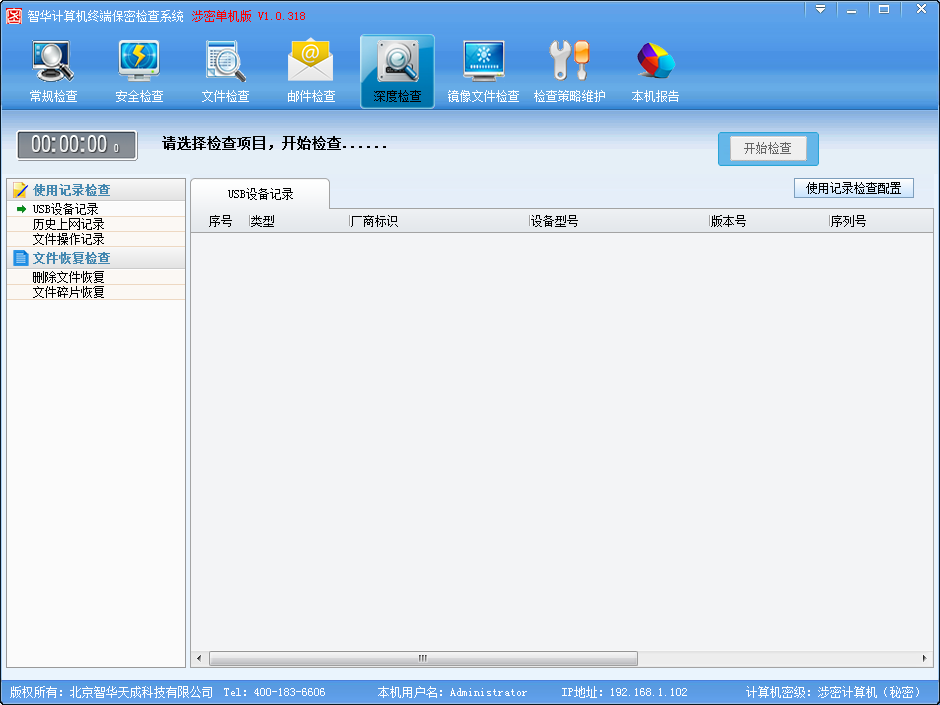 智华计算机终端保密检查系统 涉密单机版 V1.0.318
常规检查 安全检查 文件检查 邮件检查 深度检查 镜像文件检查 检查策略维护 本机报告
00:00:00 0 请选择检查项目，开始检查...... 开始检查
使用记录检查配置
使用记录检查
USB设备记录
历史上网记录
文件操作记录
文件恢复检查
删除文件恢复
文件碎片恢复
USB设备记录
序号 类型 厂商标识 设备型号 版本号 序列号
版权所有：北京智华天成科技有限公司 Tel：400-183-6606 本机用户名：Administrator IP地址：192.168.1.102 计算机密级：涉密计算机（秘密）